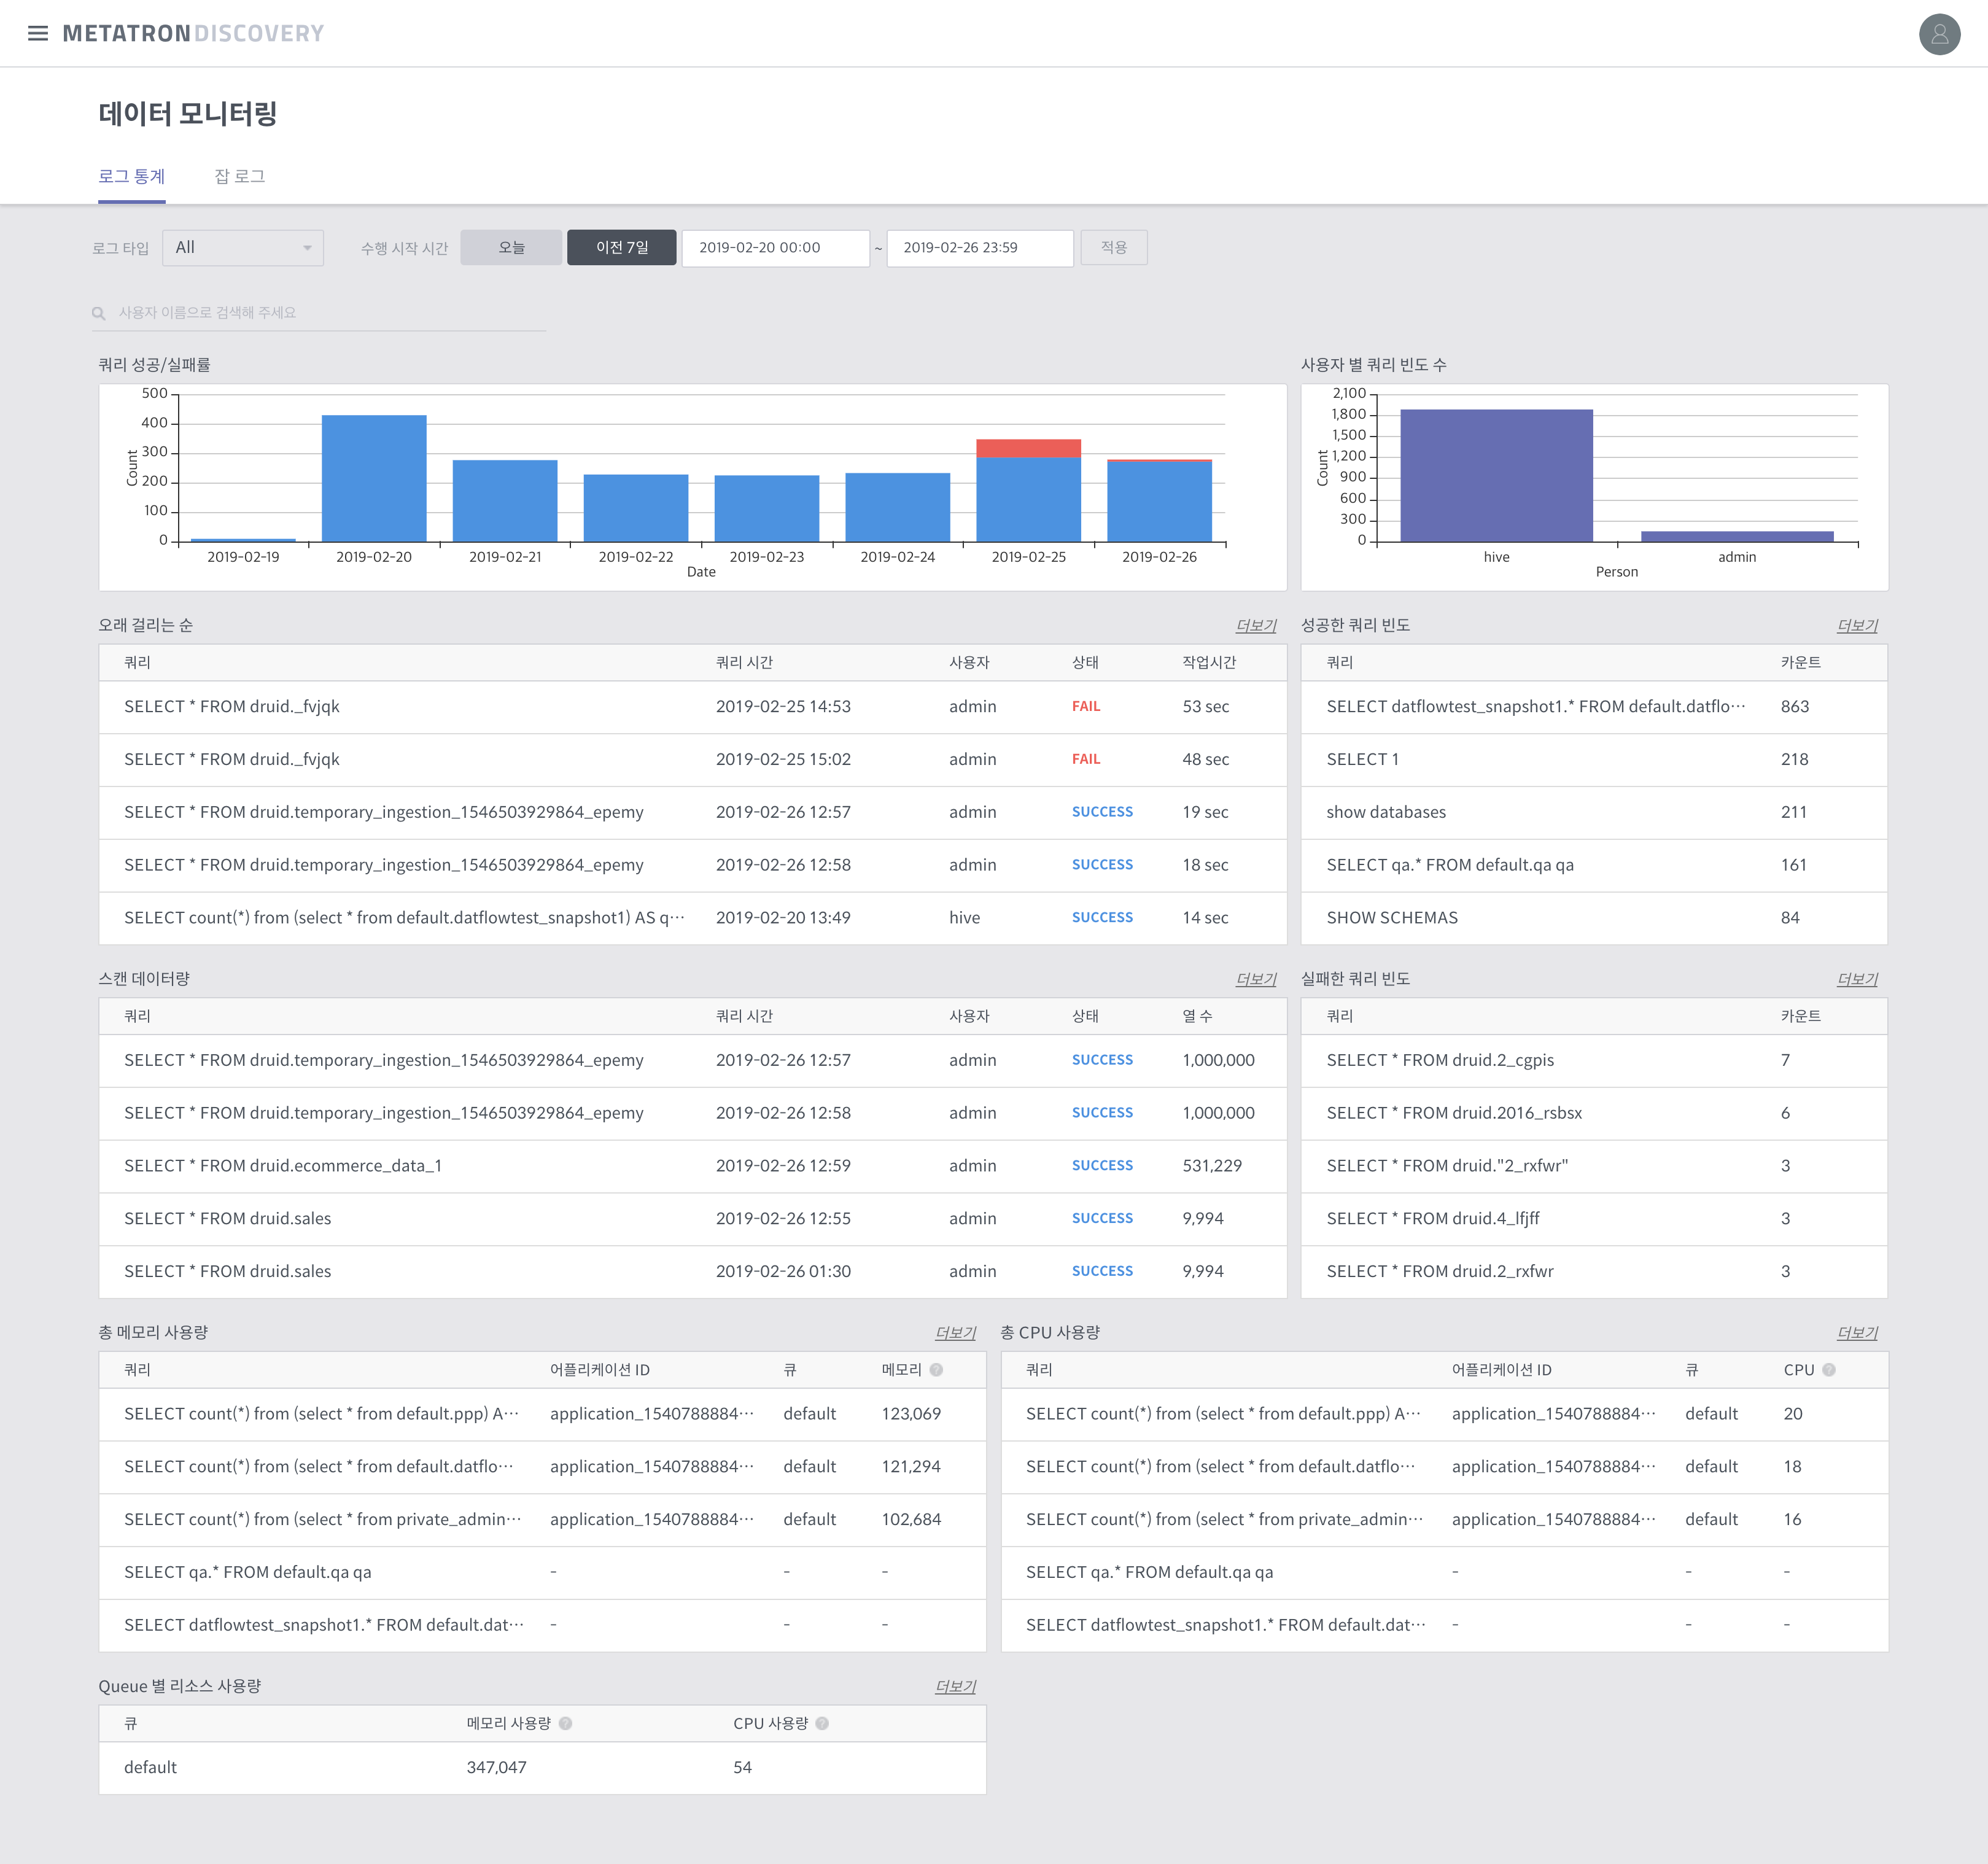 METATRONDISCOVERY
데이터 모니터링
로그 통계 잡 로그
로그 타입 All 수행 시작 시간 오늘 이전 7일 2019-02-20 00:00 ~ 2019-02-26 23:59 적용
사용자 이름으로 검색해 주세요
쿼리 성공/실패률
500
400
300
200
100
0
Count
2019-02-19 2019-02-20 2019-02-21 2019-02-22 2019-02-23 2019-02-24 2019-02-25 2019-02-26
Date
사용자 별 쿼리 빈도 수
2,100
1,800
1,500
1,200
900
600
300
0
Count
hive admin
Person
오래 걸리는 순 더보기
쿼리 쿼리 시간 사용자 상태 작업시간
SELECT * FROM druid._fvjqk 2019-02-25 14:53 admin FAIL 53 sec
SELECT * FROM druid._fvjqk 2019-02-25 15:02 admin FAIL 48 sec
SELECT * FROM druid.temporary_ingestion_1546503929864_epemy 2019-02-26 12:57 admin SUCCESS 19 sec
SELECT * FROM druid.temporary_ingestion_1546503929864_epemy 2019-02-26 12:58 admin SUCCESS 18 sec
SELECT count(*) from (select * from default.datflowtest_snapshot1) AS q… 2019-02-20 13:49 hive SUCCESS 14 sec
성공한 쿼리 빈도 더보기
쿼리 카운트
SELECT datflowtest_snapshot1.* FROM default.datflo… 863
SELECT 1 218
show databases 211
SELECT qa.* FROM default.qa qa 161
SHOW SCHEMAS 84
스캔 데이터량 더보기
쿼리 쿼리 시간 사용자 상태 열 수
SELECT * FROM druid.temporary_ingestion_1546503929864_epemy 2019-02-26 12:57 admin SUCCESS 1,000,000
SELECT * FROM druid.temporary_ingestion_1546503929864_epemy 2019-02-26 12:58 admin SUCCESS 1,000,000
SELECT * FROM druid.ecommerce_data_1 2019-02-26 12:59 admin SUCCESS 531,229
SELECT * FROM druid.sales 2019-02-26 12:55 admin SUCCESS 9,994
SELECT * FROM druid.sales 2019-02-26 01:30 admin SUCCESS 9,994
실패한 쿼리 빈도 더보기
쿼리 카운트
SELECT * FROM druid.2_cgpis 7
SELECT * FROM druid.2016_rsbsx 6
SELECT * FROM druid."2_rxfwr" 3
SELECT * FROM druid.4_lfjff 3
SELECT * FROM druid.2_rxfwr 3
총 메모리 사용량 더보기
쿼리 어플리케이션 ID 큐 메모리 ?
SELECT count(*) from (select * from default.ppp) A… application_1540788884… default 123,069
SELECT count(*) from (select * from default.datflo… application_1540788884… default 121,294
SELECT count(*) from (select * from private_admin… application_1540788884… default 102,684
SELECT qa.* FROM default.qa qa - - -
SELECT datflowtest_snapshot1.* FROM default.dat… - - -
총 CPU 사용량 더보기
쿼리 어플리케이션 ID 큐 CPU ?
SELECT count(*) from (select * from default.ppp) A… application_1540788884… default 20
SELECT count(*) from (select * from default.datflo… application_1540788884… default 18
SELECT count(*) from (select * from private_admin… application_1540788884… default 16
SELECT qa.* FROM default.qa qa - - -
SELECT datflowtest_snapshot1.* FROM default.dat… - - -
Queue 별 리소스 사용량 더보기
큐 메모리 사용량 ? CPU 사용량 ?
default 347,047 54